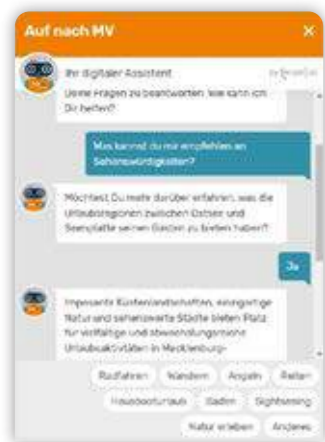 Auf nach MV
Ihr digitaler Assistent
Deine Fragen zu beantworten. Wie kann ich
Dir helfen?
Was kannst du mir empfehlen an
Sehenswürdigkeiten?
Möchtest Du mehr darüber erfahren, was die
Urlaubsregionen zwischen Ostsee und
Seenplatte seinen Gästen zu bieten haben?
Ja
Imposante Küstenlandschaften, einzigartige
Natur und sehenswerte Städte bieten Platz
für vielfältige und abwechslungsreiche
Urlaubsaktivitäten in Mecklenburg-
Radfahren Wandern Angeln Reiten
Hausbooturlaub Baden Sightseeing
Natur erleben Anderes